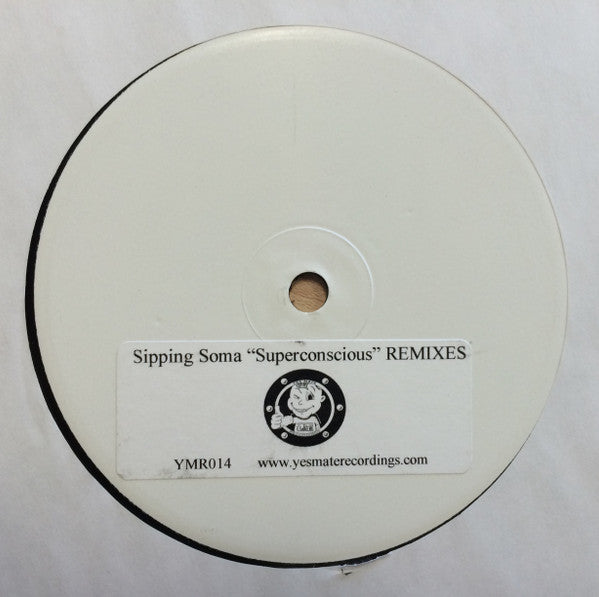 Sipping Soma “Superconscious” REMIXES
YMR014 www.yesmaterecordings.com